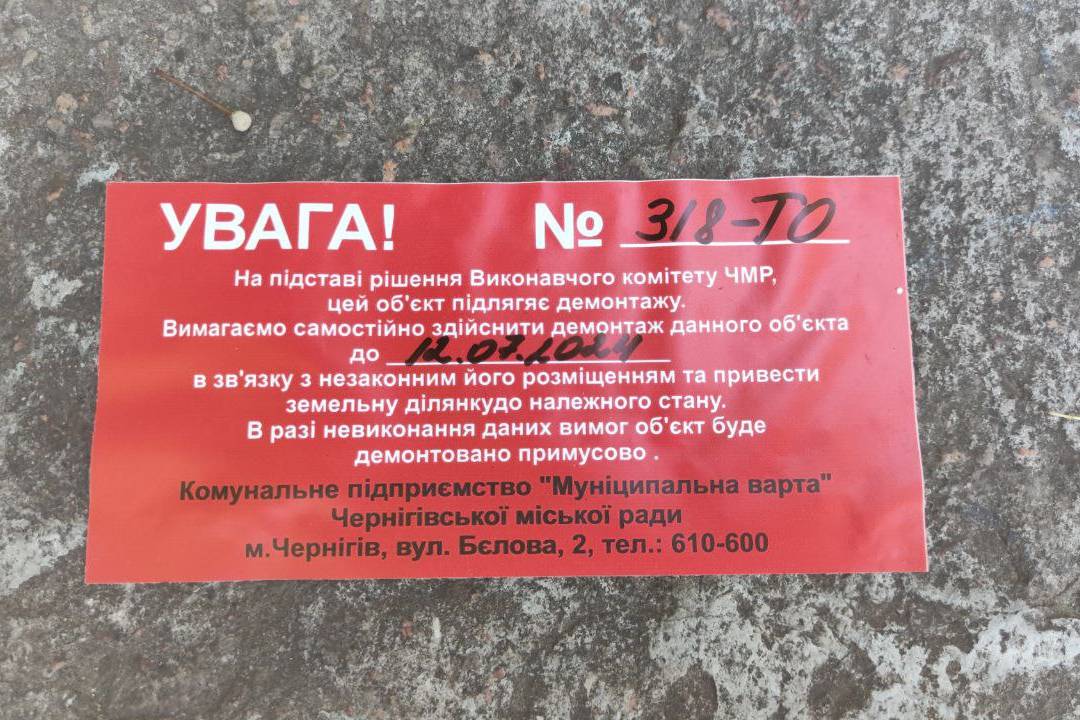 УВАГА! № 318-ТО
На підставі рішення Виконавчого комітету ЧМР,
цей об'єкт підлягяє демонтажу.
Вимагаємо самостійно здійснити демонтаж данного об'єкта
до 12.07.2024
в зв'язку з незаконним його розміщенням та привести
земельну ділянкудо належного стану.
В разі невиконання даних вимог об'єкт буде
демонтовано примусово .
Комунальне підприємство "Муніципальна варта"
Чернігівської міської ради
м.Чернігів, вул. Бєлова, 2, тел.: 610-600